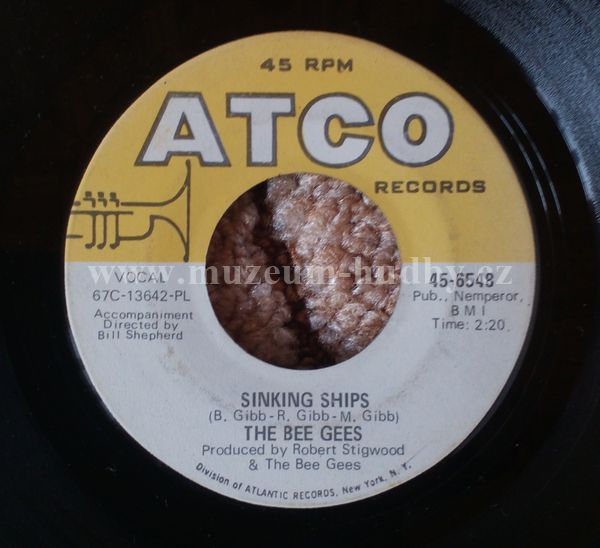 45 RPM
ATCO
RECORDS
www.muzeum-hudby.cz
VOCAL
67C-13642-PL
Accompaniment
Directed by
Bill Shepherd
45-6548
Pub., Nemperor,
BMI
Time: 2:20
SINKING SHIPS
(B. Gibb-R. Gibb-M. Gibb)
THE BEE GEES
Produced by Robert Stigwood
& The Bee Gees
Division of ATLANTIC RECORDS, New York, N. Y.